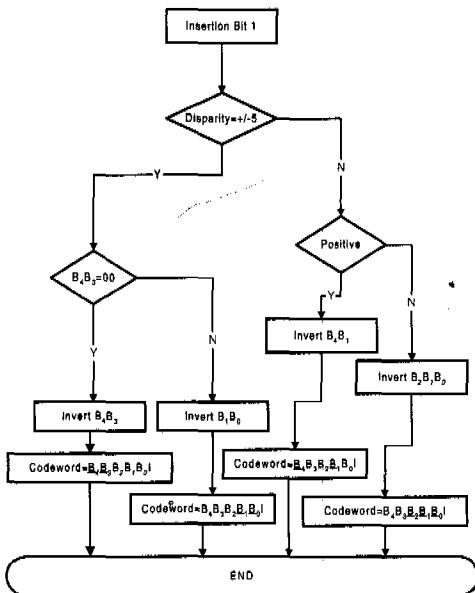 Insertion Bit 1
Disparity=+/-5
Y
N
Positive
B₄B₃=00
Y
N
Invert B₄B₁
Y
N
Invert B₂B₁B₀
Invert B₄B₃
Invert B₁B₀
Codeword=B₄B₃B₂B₁B₀I
Codeword=B₄B₃B₂B₁B₀I
Codeword=B₄B₃B₂B₁B₀I
Codeword=B₄B₃B₂B₁B₀I
END